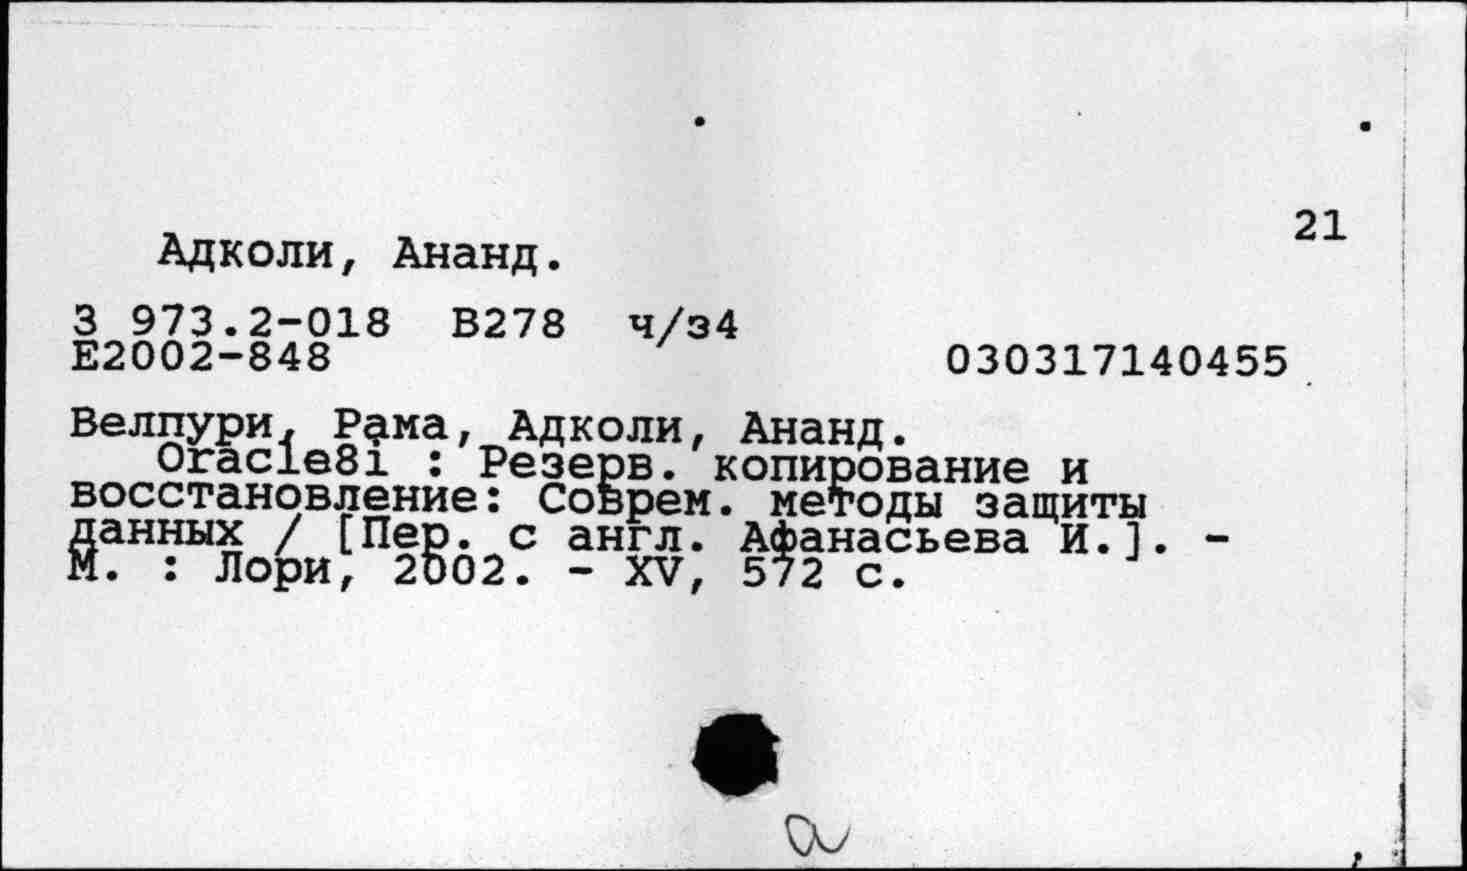 21
Адколи, Ананд.
З 973.2-018 В278 ч/з4
Е2002-848 030317140455
Велпури, Рама, Адколи, Ананд.
Oracle8i : Резерв. копирование и
восстановление: Соврем. методы защиты
данных / [Пер. с англ. Афанасьева И.]. -
М. : Лори, 2002. - XV, 572 с.